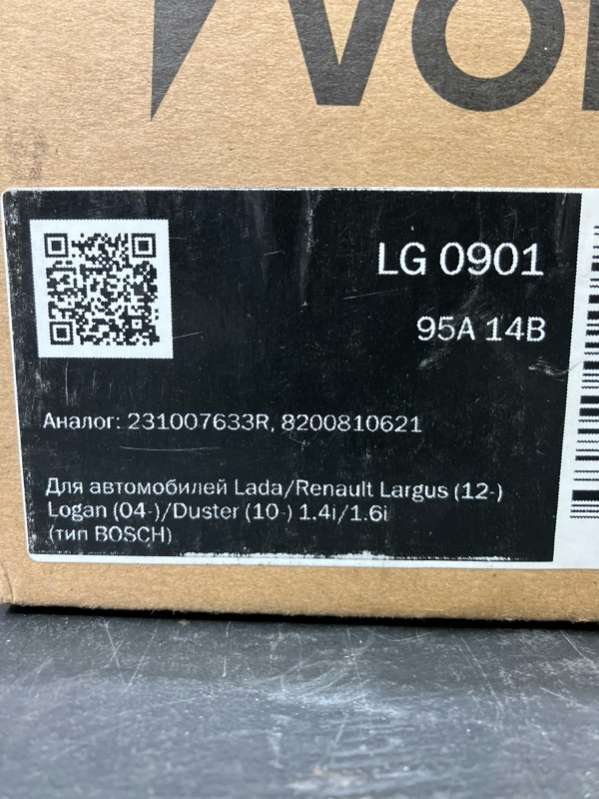 LG 0901
95A 14В
Аналог: 231007633R, 8200810621
Для автомобилей Lada/Renault Largus (12-)
Logan (04-)/Duster (10-) 1.4i/1.6i
(тип BOSCH)